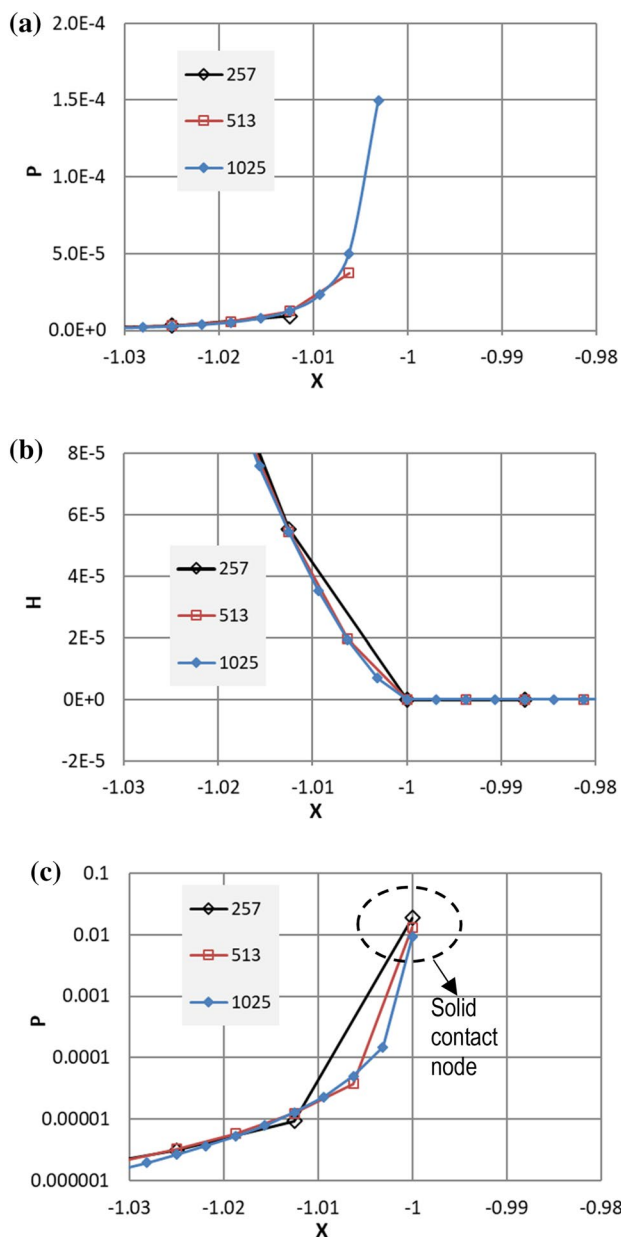 (a)
2.0E-4
1.5E-4
1.0E-4
5.0E-5
0.0E+0
P
257
513
1025
-1.03
-1.02
-1.01
-1
-0.99
-0.98
X
(b)
8E-5
6E-5
4E-5
2E-5
0E+0
-2E-5
H
257
513
1025
-1.03
-1.02
-1.01
-1
-0.99
-0.98
X
(c)
0.1
0.01
0.001
0.0001
0.00001
0.000001
P
257
513
1025
Solid
contact
node
-1.03
-1.02
-1.01
-1
-0.99
-0.98
X